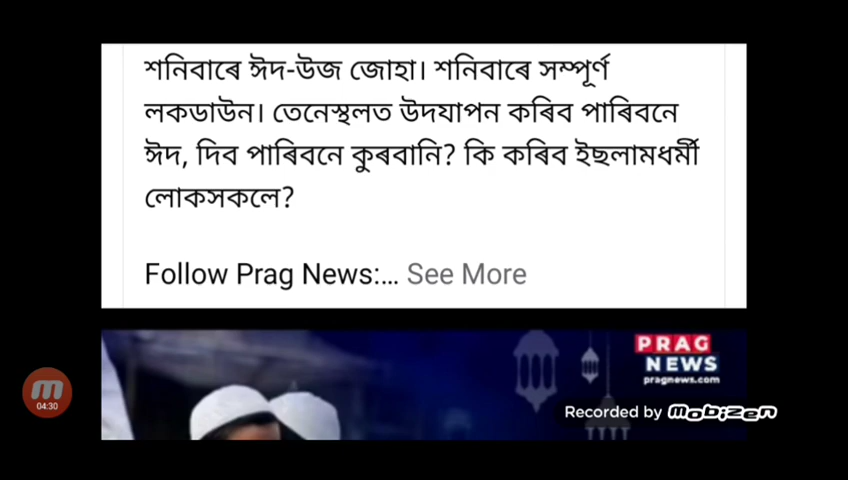 শনিবাৰে ঈদ-উজ জোহা। শনিবাৰে সম্পূৰ্ণ
লকডাউন। তেনেস্থলত উদযাপন কৰিব পাৰিবনে
ঈদ, দিব পাৰিবনে কুৰবানি? কি কৰিব ইছলামধৰ্মী
লোকসকলে?
Follow Prag News:... See More
PRAG
NEWS
pragnews.com
04:30
Recorded by mobizen